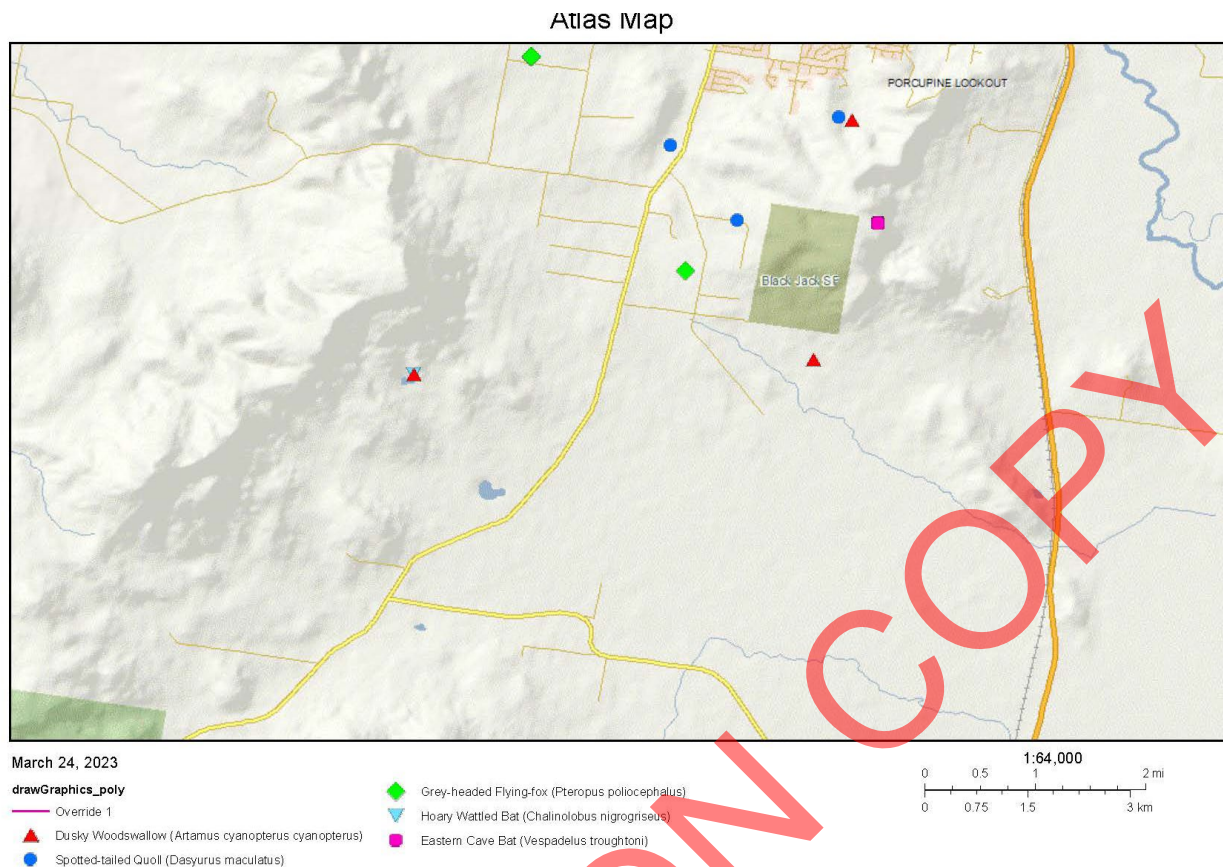 Atlas Map
PORCUPINE LOOKOUT
Black Jack SF
March 24, 2023
drawGraphics_poly
Override 1
Dusky Woodswallow (Artamus cyanopterus cyanopterus)
Spotted-tailed Quoll (Dasyurus maculatus)
Grey-headed Flying-fox (Pteropus poliocephalus)
Hoary Wattled Bat (Chalinolobus nigrogriseus)
Eastern Cave Bat (Vespadelus troughtoni)
1:64,000
0 0.5 1 2 mi
0 0.75 1.5 3 km
ON COPY